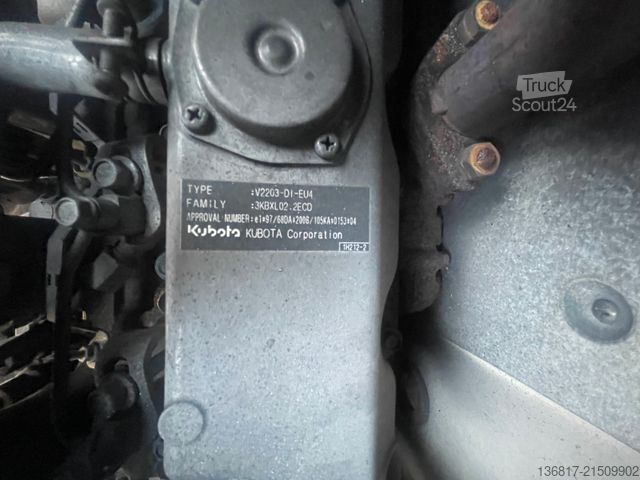 Truck
Scout24
TYPE :V2203-DI-EU4
FAMILY :3KBXL02.2ECD
APPROVAL NUMBER:e1*97/68DA*2006/105KA*0153*04
Kubota KUBOTA Corporation
1H212-2
136817-21509902